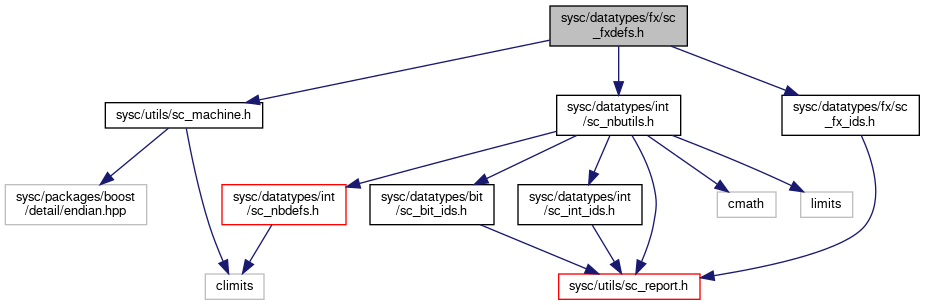 sysc/datatypes/fx/sc
_fxdefs.h
sysc/utils/sc_machine.h
sysc/datatypes/int
/sc_nbutils.h
sysc/datatypes/fx/sc
_fx_ids.h
sysc/packages/boost
/detail/endian.hpp
sysc/datatypes/int
/sc_nbdefs.h
sysc/datatypes/bit
/sc_bit_ids.h
sysc/datatypes/int
/sc_int_ids.h
cmath
limits
climits
sysc/utils/sc_report.h